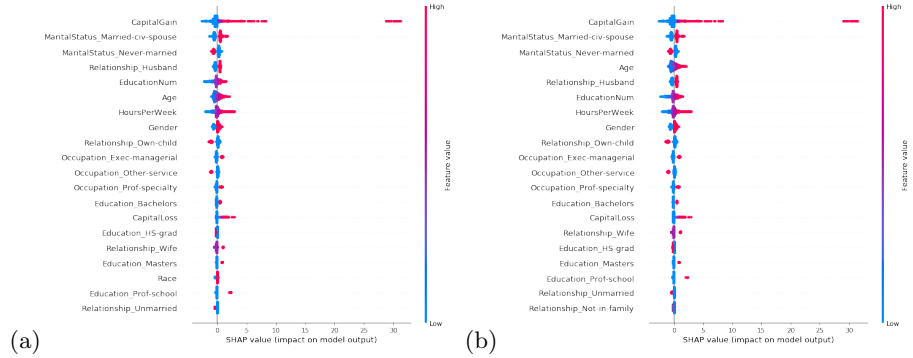 High
CapitalGain
MaritalStatus_Married-civ-spouse
MaritalStatus_Never-married
Relationship_Husband
EducationNum
Age
HoursPerWeek
Gender
Relationship_Own-child
Occupation_Exec-managerial
Occupation_Other-service
Occupation_Prof-specialty
Education_Bachelors
CapitalLoss
Education_HS-grad
Relationship_Wife
Education_Masters
Race
Education_Prof-school
Relationship_Unmarried
Feature value
Low
0 5 10 15 20 25 30
SHAP value (impact on model output)
(a)
High
CapitalGain
MaritalStatus_Married-civ-spouse
MaritalStatus_Never-married
Age
Relationship_Husband
EducationNum
HoursPerWeek
Gender
Relationship_Own-child
Occupation_Exec-managerial
Occupation_Other-service
Occupation_Prof-specialty
Education_Bachelors
CapitalLoss
Relationship_Wife
Education_HS-grad
Education_Masters
Education_Prof-school
Relationship_Unmarried
Relationship_Not-in-family
Feature value
Low
0 5 10 15 20 25 30
SHAP value (impact on model output)
(b)